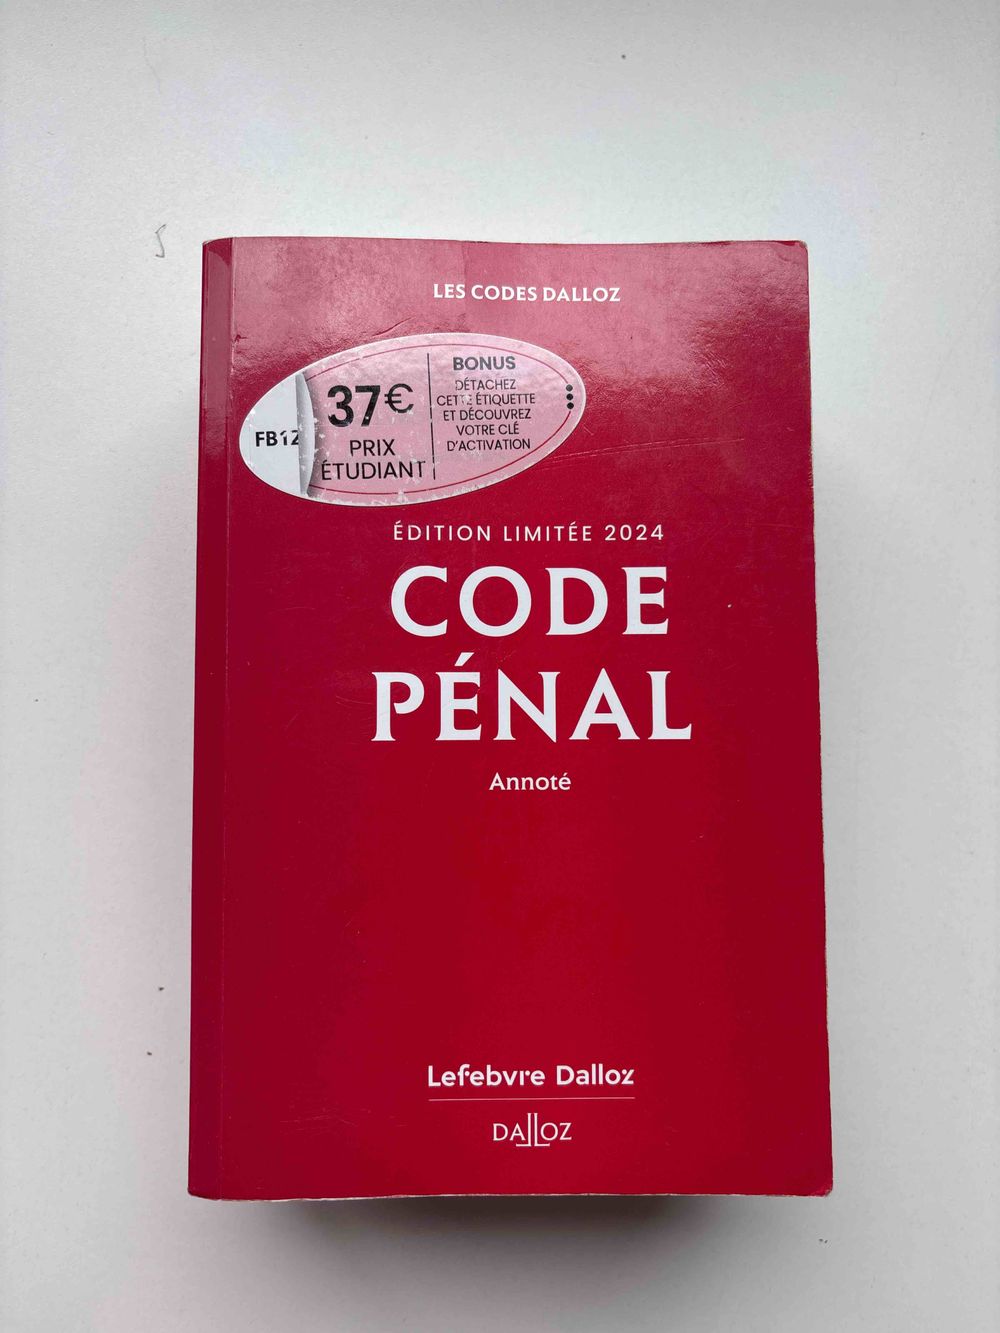 LES CODES DALLOZ
FB12
37€
PRIX
ÉTUDIANT
BONUS
DÉTACHEZ
CETTE ÉTIQUETTE
ET DÉCOUVREZ
VOTRE CLÉ
D'ACTIVATION
ÉDITION LIMITÉE 2024
CODE
PÉNAL
Annoté
Lefebvre Dalloz
DALLOZ